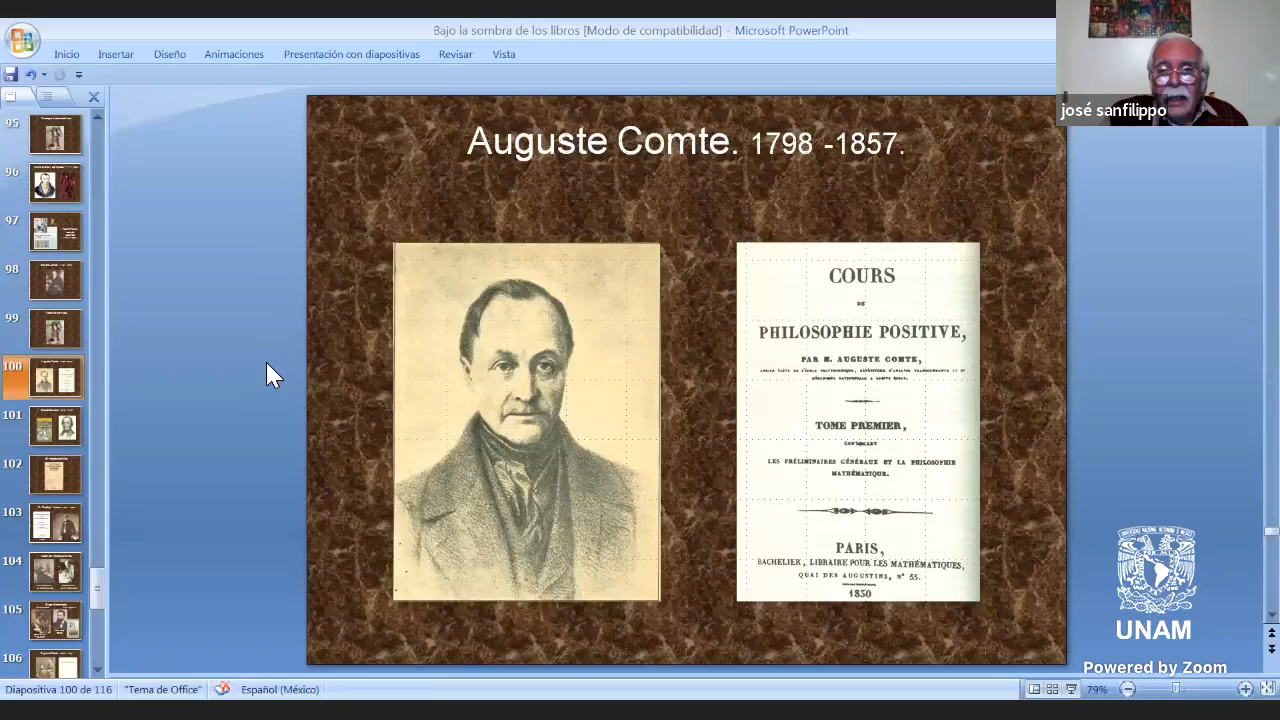 Bajo la sombra de los libros [Modo de compatibilidad] - Microsoft PowerPoint
Inicio Insertar Diseño Animaciones Presentación con diapositivas Revisar Vista
josé sanfilippo
95
96
97
98
99
100
101
102
103
104
105
106
Auguste Comte. 1798 -1857.
COURS
DE
PHILOSOPHIE POSITIVE,
PAR M. AUGUSTE COMTE,
TOME PREMIER,
CONTENANT
LES PRÉLIMINAIRES GÉNÉRAUX ET LA PHILOSOPHIE
MATHÉMATIQUE.
PARIS,
BACHELIER, LIBRAIRE POUR LES MATHÉMATIQUES,
QUAI DES AUGUSTINS, N° 55.
1830
UNAM
Powered by Zoom
Diapositiva 100 de 116 "Tema de Office" Español (México) 79%